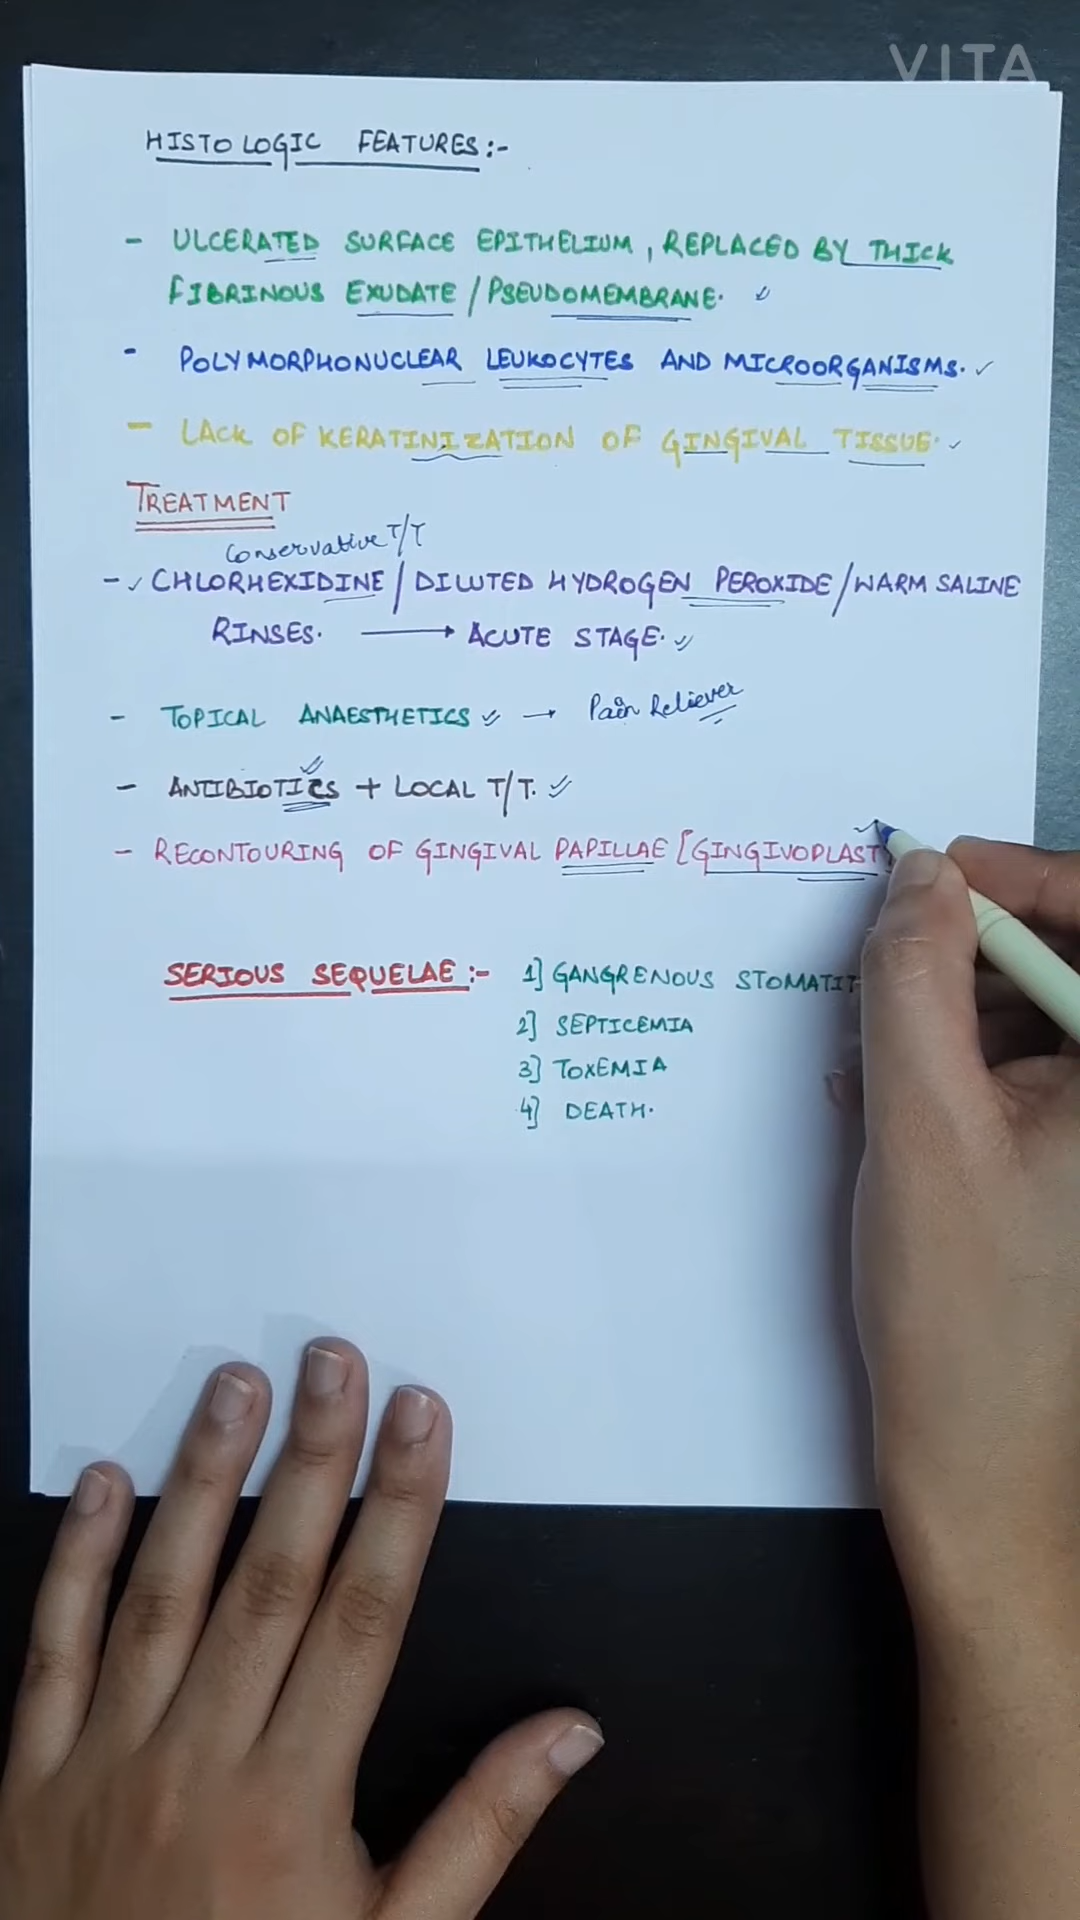 VITA
HISTOLOGIC FEATURES:-
- ULCERATED SURFACE EPITHELIUM, REPLACED BY THICK
FIBRINOUS EXUDATE / PSEUDOMEMBRANE.
- POLYMORPHONUCLEAR LEUKOCYTES AND MICROORGANISMS.
- LACK OF KERATINIZATION OF GINGIVAL TISSUE.
TREATMENT
Conservative T/T
- CHLORHEXIDINE / DILUTED HYDROGEN PEROXIDE / WARM SALINE
RINSES. → ACUTE STAGE.
- TOPICAL ANAESTHETICS → Pain Reliever
- ANTIBIOTICS + LOCAL T/T.
- RECONTOURING OF GINGIVAL PAPILLAE [GINGIVOPLAST
SERIOUS SEQUELAE :- 1] GANGRENOUS STOMATIT
2] SEPTICEMIA
3] TOXEMIA
4] DEATH.